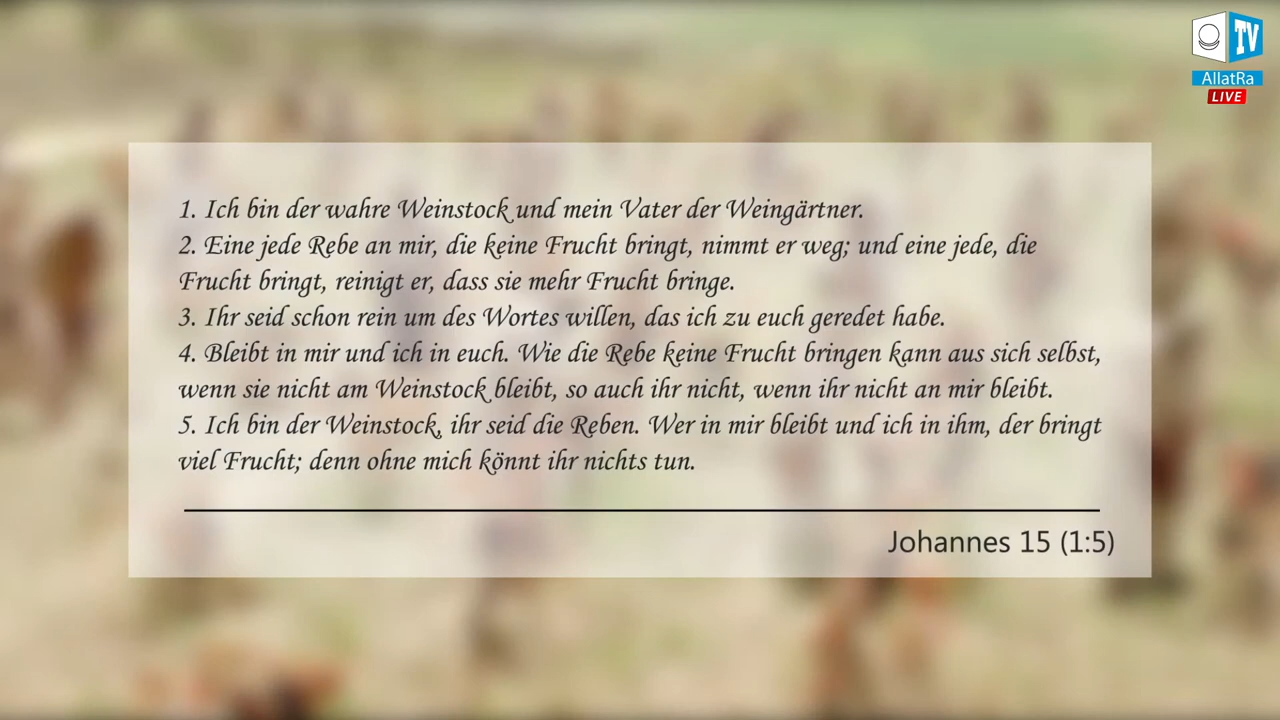 TV
AllatRa
LIVE
1. Ich bin der wahre Weinstock und mein Vater der Weingärtner.
2. Eine jede Rebe an mir, die keine Frucht bringt, nimmt er weg; und eine jede, die
Frucht bringt, reinigt er, dass sie mehr Frucht bringe.
3. Ihr seid schon rein um des Wortes willen, das ich zu euch geredet habe.
4. Bleibt in mir und ich in euch. Wie die Rebe keine Frucht bringen kann aus sich selbst,
wenn sie nicht am Weinstock bleibt, so auch ihr nicht, wenn ihr nicht an mir bleibt.
5. Ich bin der Weinstock, ihr seid die Reben. Wer in mir bleibt und ich in ihm, der bringt
viel Frucht; denn ohne mich könnt ihr nichts tun.
Johannes 15 (1:5)